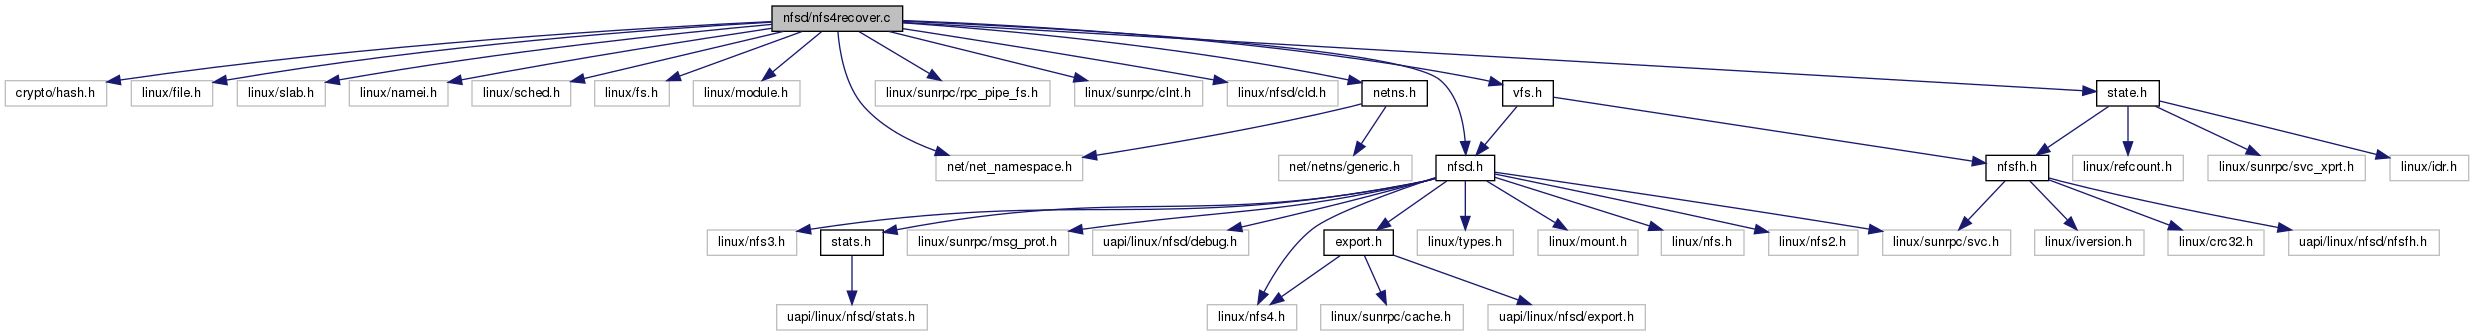 nfsd/nfs4recover.c
crypto/hash.h
linux/file.h
linux/slab.h
linux/namei.h
linux/sched.h
linux/fs.h
linux/module.h
linux/sunrpc/rpc_pipe_fs.h
linux/sunrpc/clnt.h
linux/nfsd/cld.h
netns.h
vfs.h
state.h
net/net_namespace.h
net/netns/generic.h
nfsd.h
nfsfh.h
linux/refcount.h
linux/sunrpc/svc_xprt.h
linux/idr.h
linux/nfs3.h
stats.h
linux/sunrpc/msg_prot.h
uapi/linux/nfsd/debug.h
export.h
linux/types.h
linux/mount.h
linux/nfs.h
linux/nfs2.h
linux/sunrpc/svc.h
linux/iversion.h
linux/crc32.h
uapi/linux/nfsd/nfsfh.h
uapi/linux/nfsd/stats.h
linux/nfs4.h
linux/sunrpc/cache.h
uapi/linux/nfsd/export.h